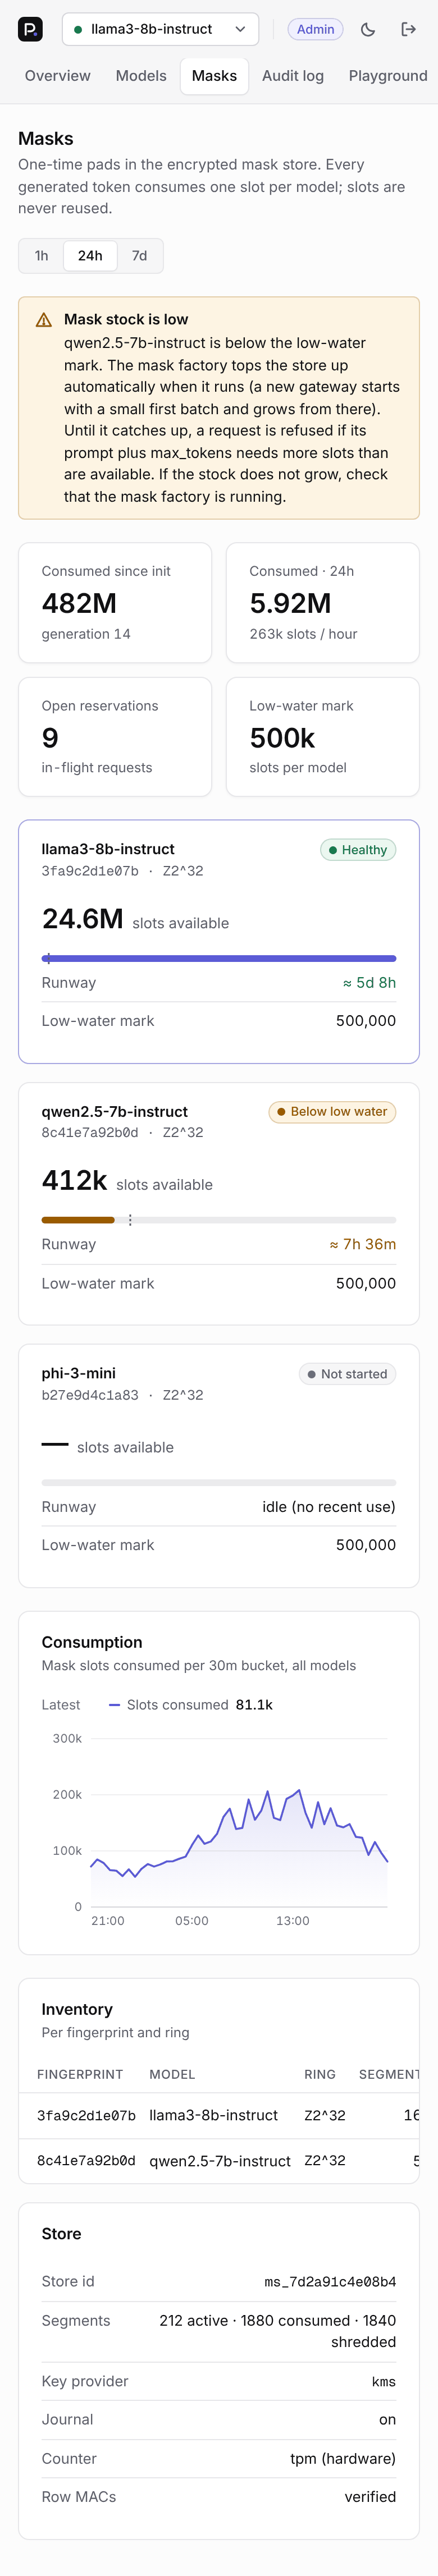 P.
llama3-8b-instruct
Admin
Overview Models Masks Audit log Playground
Masks
One-time pads in the encrypted mask store. Every
generated token consumes one slot per model; slots are
never reused.
1h 24h 7d
Mask stock is low
qwen2.5-7b-instruct is below the low-water
mark. The mask factory tops the store up
automatically when it runs (a new gateway starts
with a small first batch and grows from there).
Until it catches up, a request is refused if its
prompt plus max_tokens needs more slots than
are available. If the stock does not grow, check
that the mask factory is running.
Consumed since init
482M
generation 14
Consumed · 24h
5.92M
263k slots / hour
Open reservations
9
in-flight requests
Low-water mark
500k
slots per model
llama3-8b-instruct
Healthy
3fa9c2d1e07b · Z2^32
24.6M slots available
Runway ≈ 5d 8h
Low-water mark 500,000
qwen2.5-7b-instruct
Below low water
8c41e7a92b0d · Z2^32
412k slots available
Runway ≈ 7h 36m
Low-water mark 500,000
phi-3-mini
Not started
b27e9d4c1a83 · Z2^32
— slots available
Runway idle (no recent use)
Low-water mark 500,000
Consumption
Mask slots consumed per 30m bucket, all models
Latest Slots consumed 81.1k
300k
200k
100k
0
21:00 05:00 13:00
Inventory
Per fingerprint and ring
FINGERPRINT MODEL RING SEGMENT
3fa9c2d1e07b llama3-8b-instruct Z2^32 16
8c41e7a92b0d qwen2.5-7b-instruct Z2^32 5
Store
Store id ms_7d2a91c4e08b4
Segments 212 active · 1880 consumed · 1840
shredded
Key provider kms
Journal on
Counter tpm (hardware)
Row MACs verified